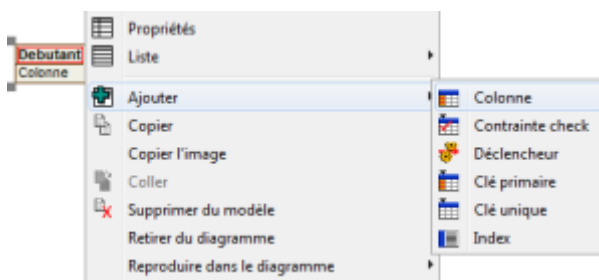 Propriétés
Debutant
Liste
Colonne
Ajouter
Colonne
Copier
Contrainte check
Copier l'image
Déclencheur
Coller
Clé primaire
Supprimer du modèle
Clé unique
Retirer du diagramme
Index
Reproduire dans le diagramme